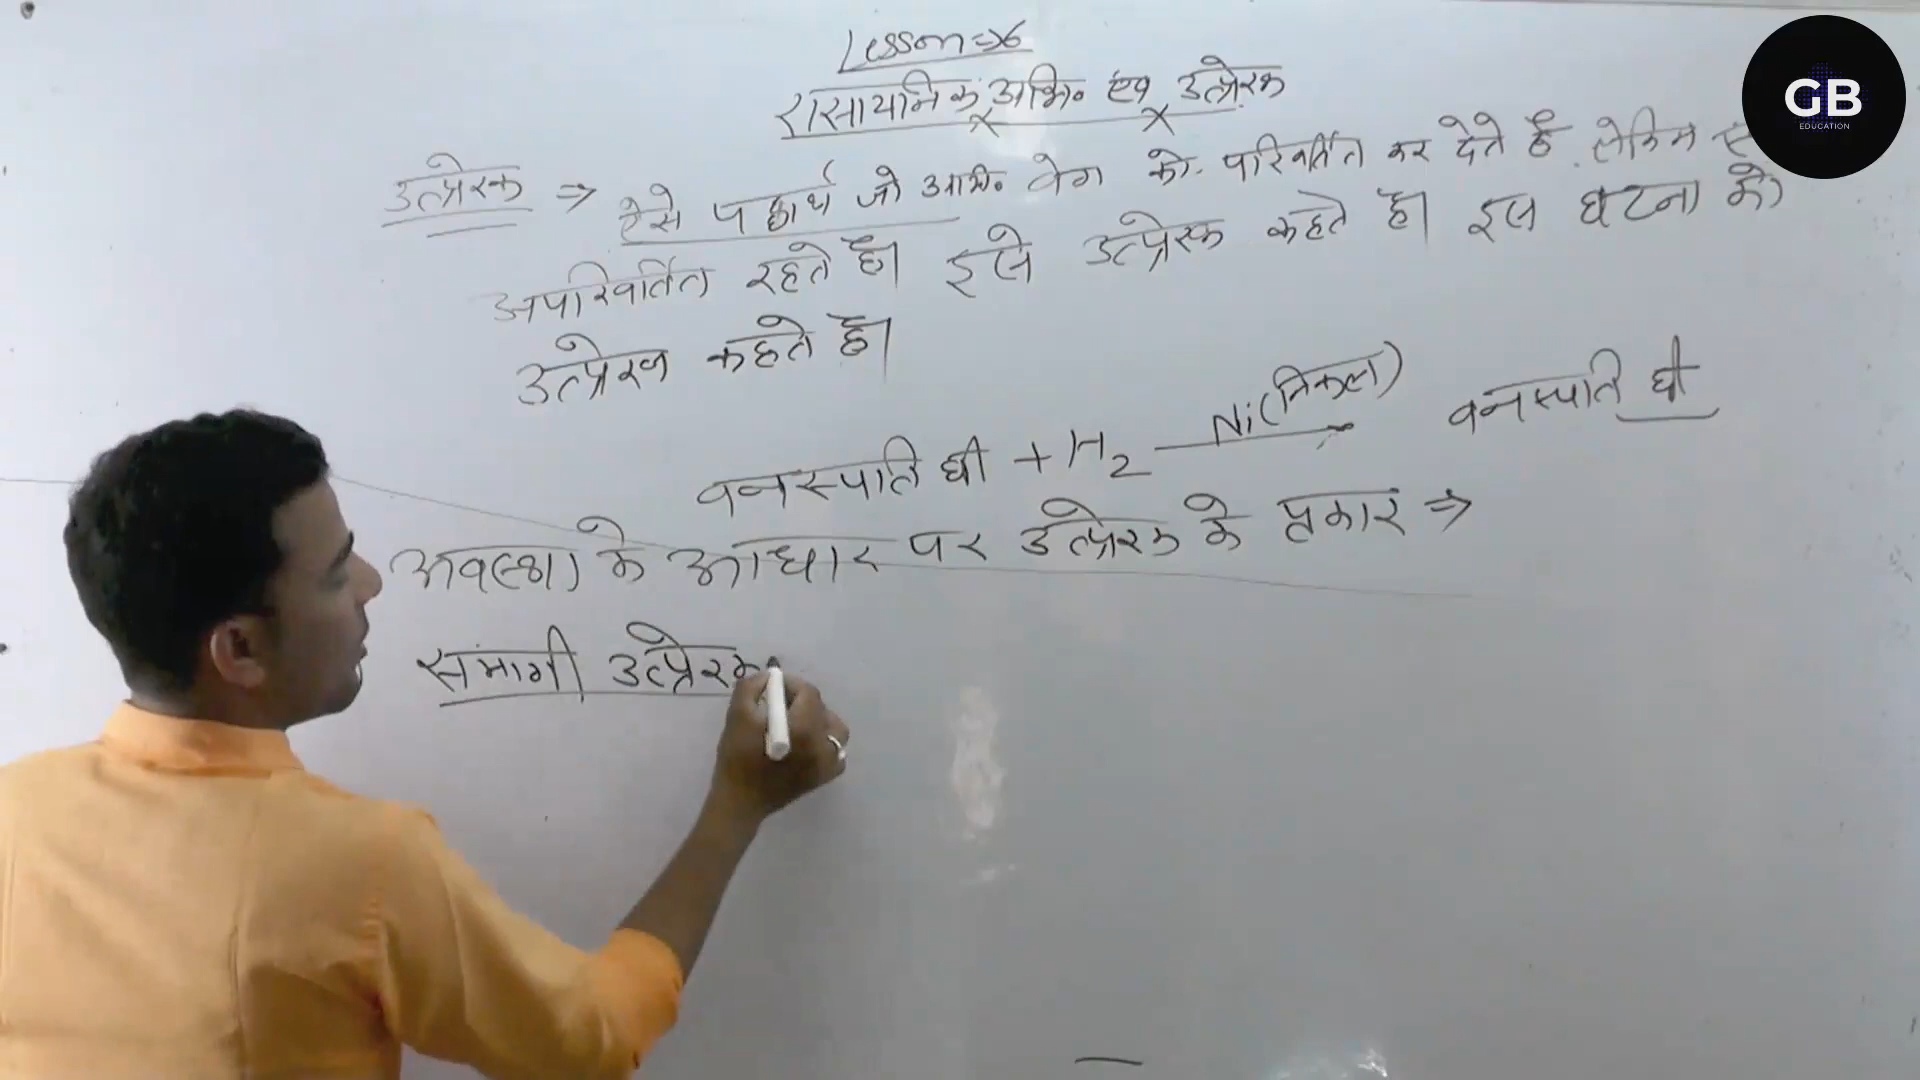 Lesson ⇒ 6
रासायनिक अभि० एवं उत्प्रेरक
उत्प्रेरक ⇒ ऐसे पदार्थ जो अभि० वेग को परिवर्तित कर देते है. लेकिन
अपरिवर्तित रहते है। इसे उत्प्रेरक कहते है। इस घटना को
उत्प्रेरण कहते है।
वनस्पति घी + H₂ Ni(निकल) → वनस्पति घी
अवस्था के आधार पर उत्प्रेरक के प्रकार ⇒
समांगी उत्प्रेरक
GB
EDUCATION